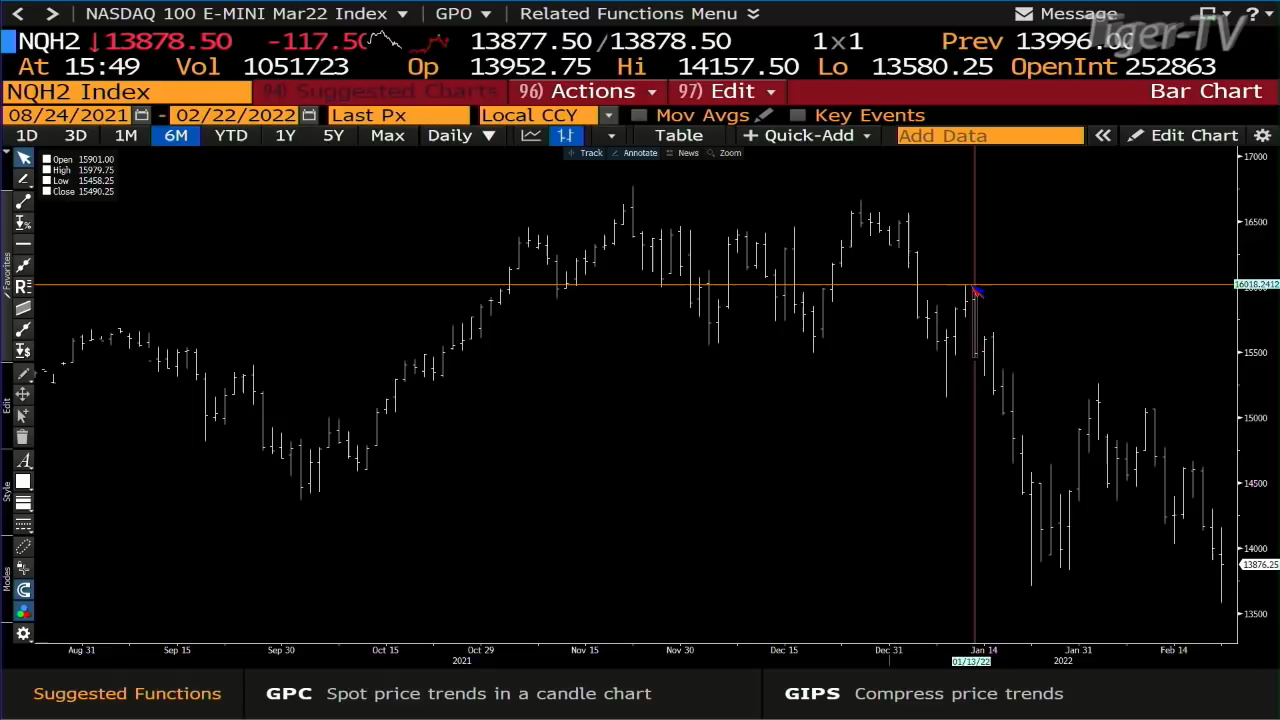 NASDAQ 100 E-MINI Mar22 Index GPO Related Functions Menu Message ?
Tiger-TV
NQH2 ↓13878.50 -117.50 13877.50/13878.50 1x1 Prev 13996.00
At 15:49 Vol 1051723 Op 13952.75 Hi 14157.50 Lo 13580.25 OpenInt 252863
NQH2 Index 94) Suggested Charts 96) Actions 97) Edit Bar Chart
08/24/2021 - 02/22/2022 Last Px Local CCY Mov Avgs Key Events
1D 3D 1M 6M YTD 1Y 5Y Max Daily ▼ Table + Quick-Add Add Data « Edit Chart
Track Annotate News Zoom
Open 15901.00
High 15979.75
Low 15458.25
Close 15490.25
Favorites
Edit
Style
Modes
17000
16500
16018.2412
15500
15000
14500
14000
13876.25
13500
Aug 31 Sep 15 Sep 30 Oct 15 Oct 29 Nov 15 Nov 30 Dec 15 Dec 31 Jan 14 Jan 31 Feb 14
2021 01/13/22 2022
Suggested Functions GPC Spot price trends in a candle chart GIPS Compress price trends